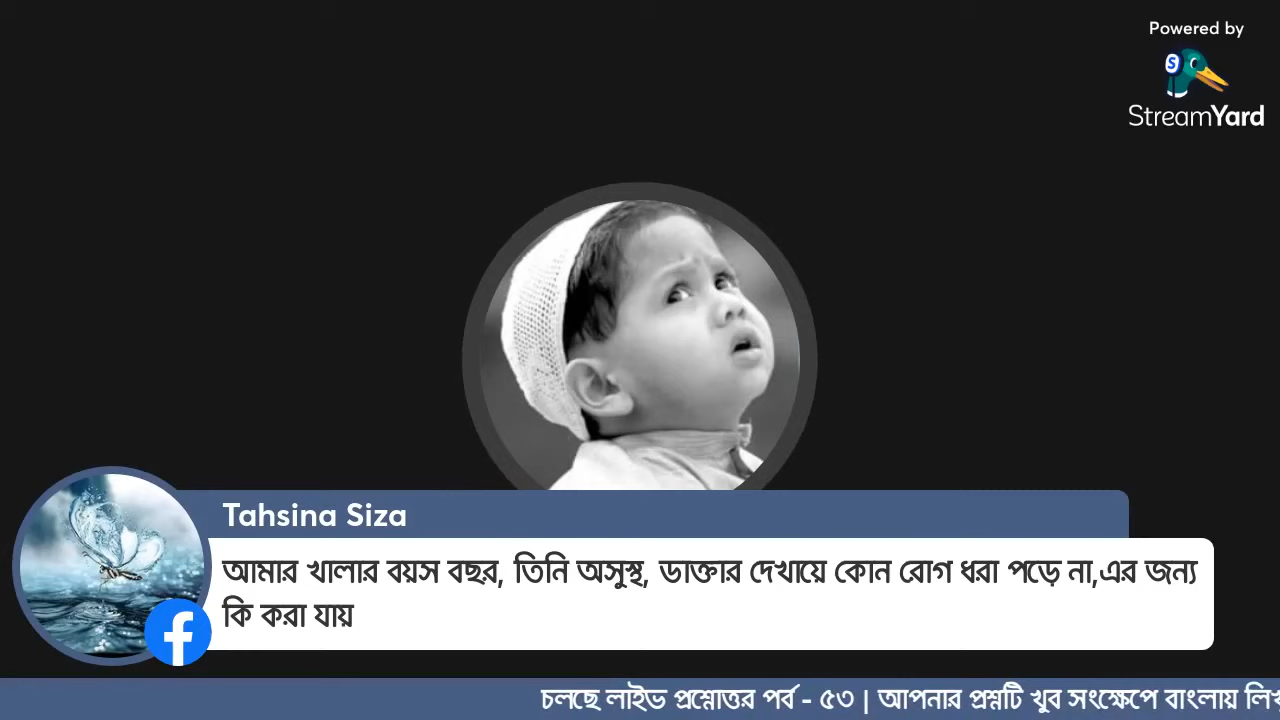 Powered by
StreamYard
Tahsina Siza
আমার খালার বয়স বছর, তিনি অসুস্থ, ডাক্তার দেখায়ে কোন রোগ ধরা পড়ে না,এর জন্য
কি করা যায়
চলছে লাইভ প্রশ্নোত্তর পর্ব - ৫৩ | আপনার প্রশ্নটি খুব সংক্ষেপে বাংলায়